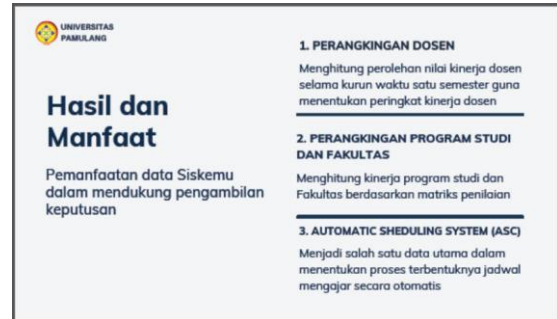 UNIVERSITAS
PAMULANG
Hasil dan
Manfaat
Pemanfaatan data Siskemu
dalam mendukung pengambilan
keputusan
1. PERANGKINGAN DOSEN
Menghitung perolehan nilai kinerja dosen
selama kurun waktu satu semester guna
menentukan peringkat kinerja dosen
2. PERANGKINGAN PROGRAM STUDI
DAN FAKULTAS
Menghitung kinerja program studi dan
Fakultas berdasarkan matriks penilaian
3. AUTOMATIC SHEDULING SYSTEM (ASC)
Menjadi salah satu data utama dalam
menentukan proses terbentuknya jadwal
mengajar secara otomatis